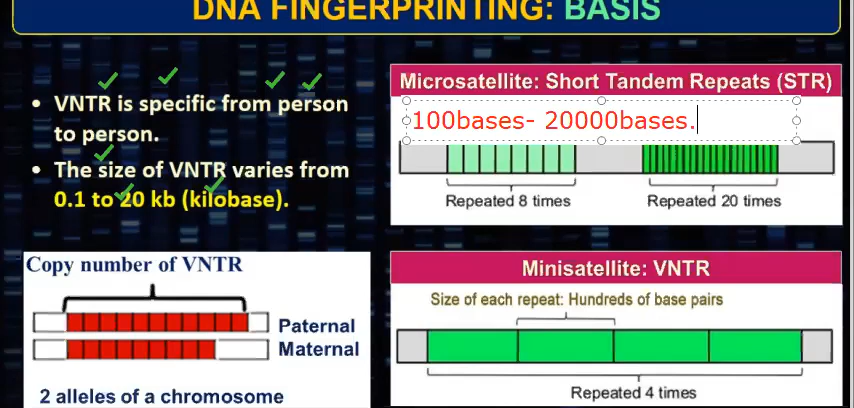 DNA FINGERPRINTING: BASIS
• VNTR is specific from person
to person.
• The size of VNTR varies from
0.1 to 20 kb (kilobase).
Microsatellite: Short Tandem Repeats (STR)
100bases- 20000bases.
Repeated 8 times
Repeated 20 times
Copy number of VNTR
Paternal
Maternal
2 alleles of a chromosome
Minisatellite: VNTR
Size of each repeat: Hundreds of base pairs
Repeated 4 times